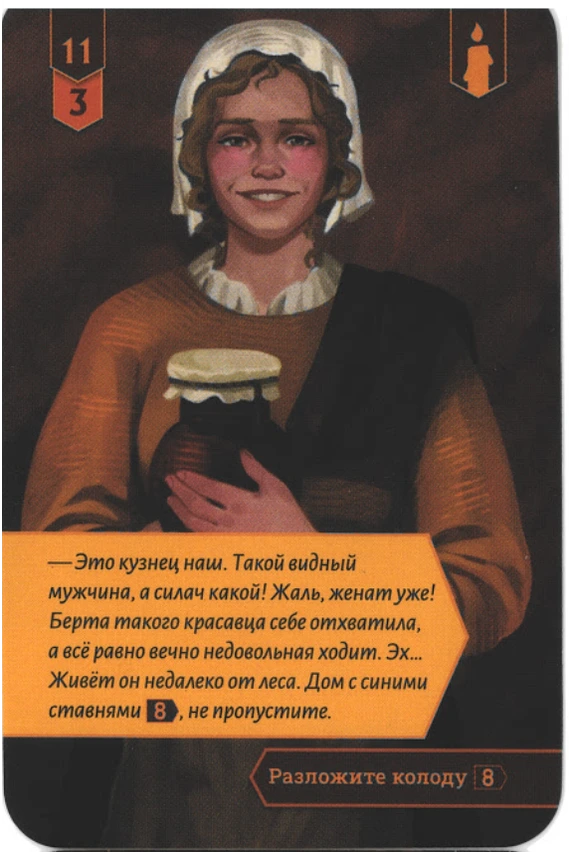 11
3
— Это кузнец наш. Такой видный
мужчина, а силач какой! Жаль, женат уже!
Берта такого красавца себе отхватила,
а всё равно вечно недовольная ходит. Эх...
Живёт он недалеко от леса. Дом с синими
ставнями 8, не пропустите.
Разложите колоду 8